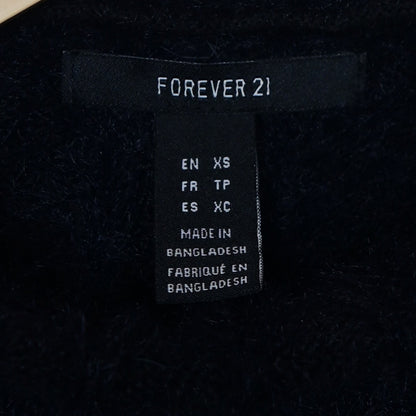 FOREVER 21
EN XS
FR TP
ES XC
MADE IN
BANGLADESH
FABRIQUÉ EN
BANGLADESH